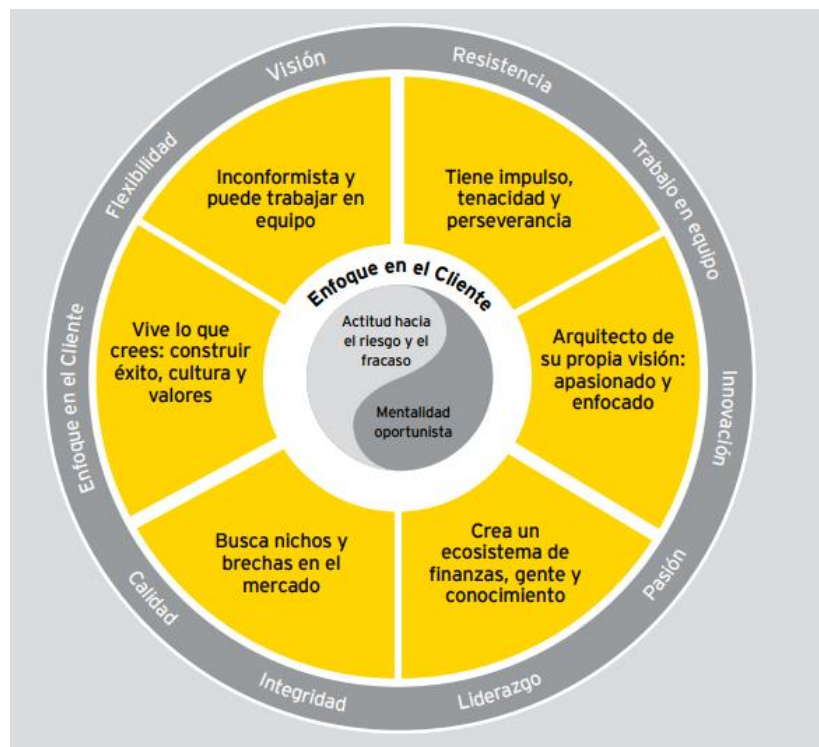 Visión
Resistencia
Trabajo en equipo
Innovación
Pasión
Liderazgo
Integridad
Calidad
Enfoque en el Cliente
Flexibilidad
Inconformista y
puede trabajar en
equipo
Tiene impulso,
tenacidad y
perseverancia
Arquitecto de
su propia visión:
apasionado y
enfocado
Crea un
ecosistema de
finanzas, gente y
conocimiento
Busca nichos y
brechas en el
mercado
Vive lo que
crees: construir
éxito, cultura y
valores
Enfoque en el Cliente
Actitud hacia
el riesgo y el
fracaso
Mentalidad
oportunista